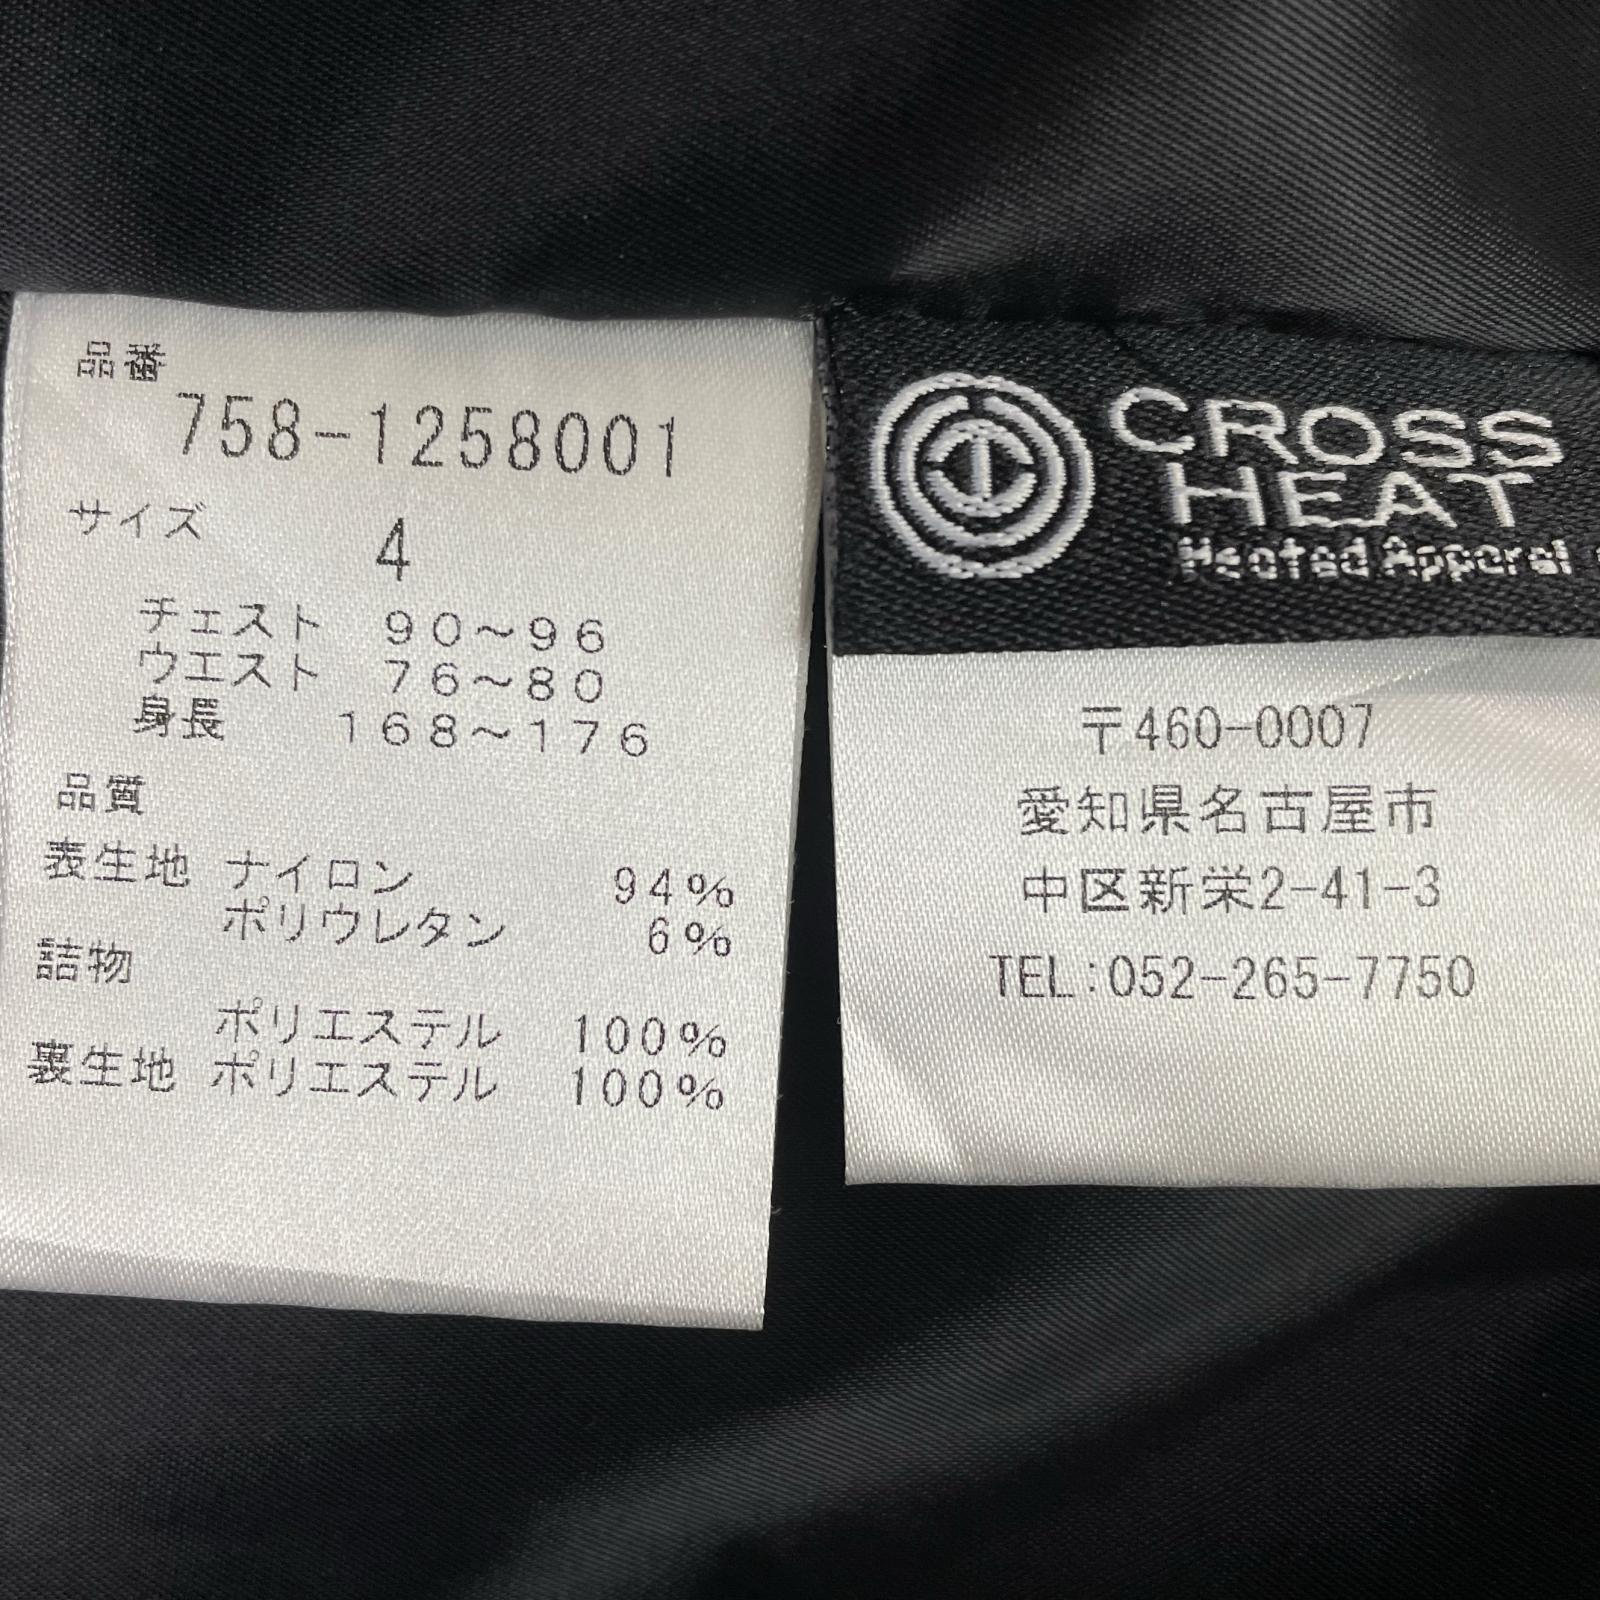 品番
758-1258001
サイズ 4
チェスト 90~96
ウエスト 76~80
身長 168~176
品質
表生地 ナイロン 94%
ポリウレタン 6%
詰物
ポリエステル 100%
裏生地 ポリエステル 100%
CROSS
HEAT
Heated Apparel
〒460-0007
愛知県名古屋市
中区新栄2-41-3
TEL:052-265-7750